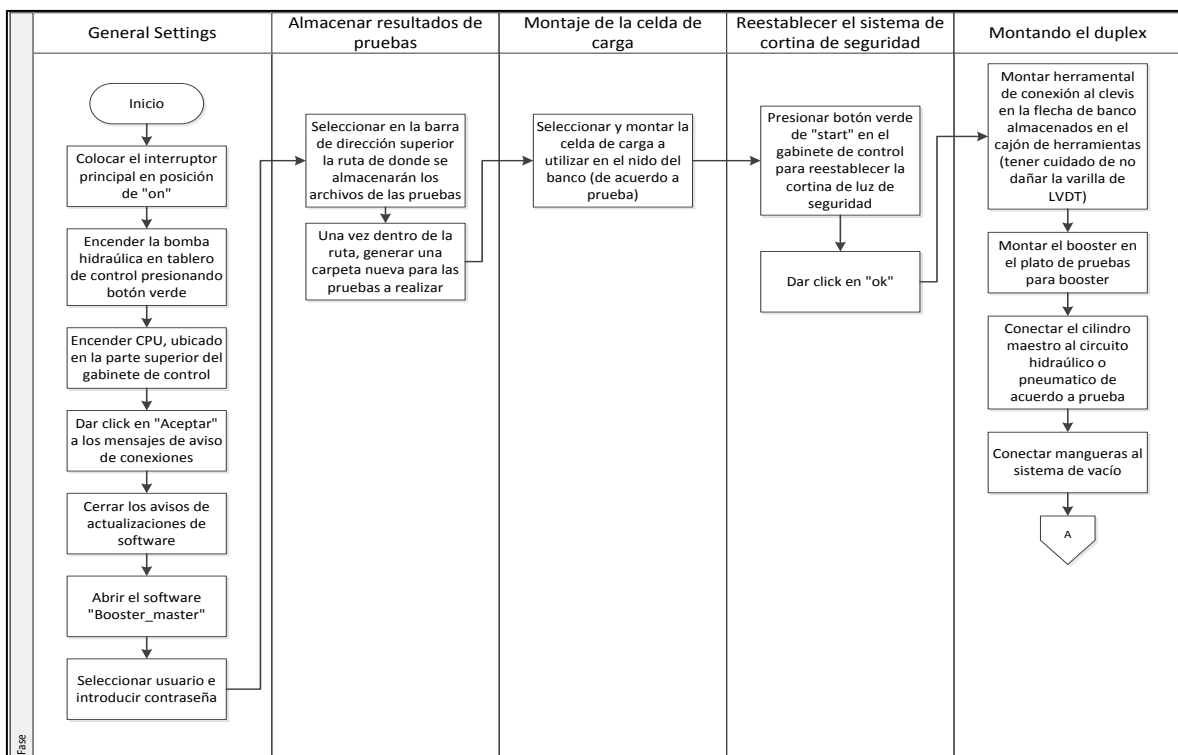 General Settings
Inicio
Colocar el interruptor
principal en posición
de "on"
Encender la bomba
hidraúlica en tablero
de control presionando
botón verde
Encender CPU, ubicado
en la parte superior del
gabinete de control
Dar click en "Aceptar"
a los mensajes de aviso
de conexiones
Cerrar los avisos de
actualizaciones de
software
Abrir el software
"Booster_master"
Seleccionar usuario e
introducir contraseña
Almacenar resultados de
pruebas
Seleccionar en la barra
de dirección superior
la ruta de donde se
almacenarán los
archivos de las pruebas
Una vez dentro de la
ruta, generar una
carpeta nueva para las
pruebas a realizar
Montaje de la celda de
carga
Seleccionar y montar la
celda de carga a
utilizar en el nido del
banco (de acuerdo a
prueba)
Reestablecer el sistema de
cortina de seguridad
Presionar botón verde
de "start" en el
gabinete de control
para reestablecer la
cortina de luz de
seguridad
Dar click en "ok"
Montando el duplex
Montar herramental
de conexión al clevis
en la flecha de banco
almacenados en el
cajón de herramientas
(tener cuidado de no
dañar la varilla de
LVDT)
Montar el booster en
el plato de pruebas
para booster
Conectar el cilindro
maestro al circuito
hidráulico o
pneumatico de
acuerdo a prueba
Conectar mangueras al
sistema de vacío
A
Fase